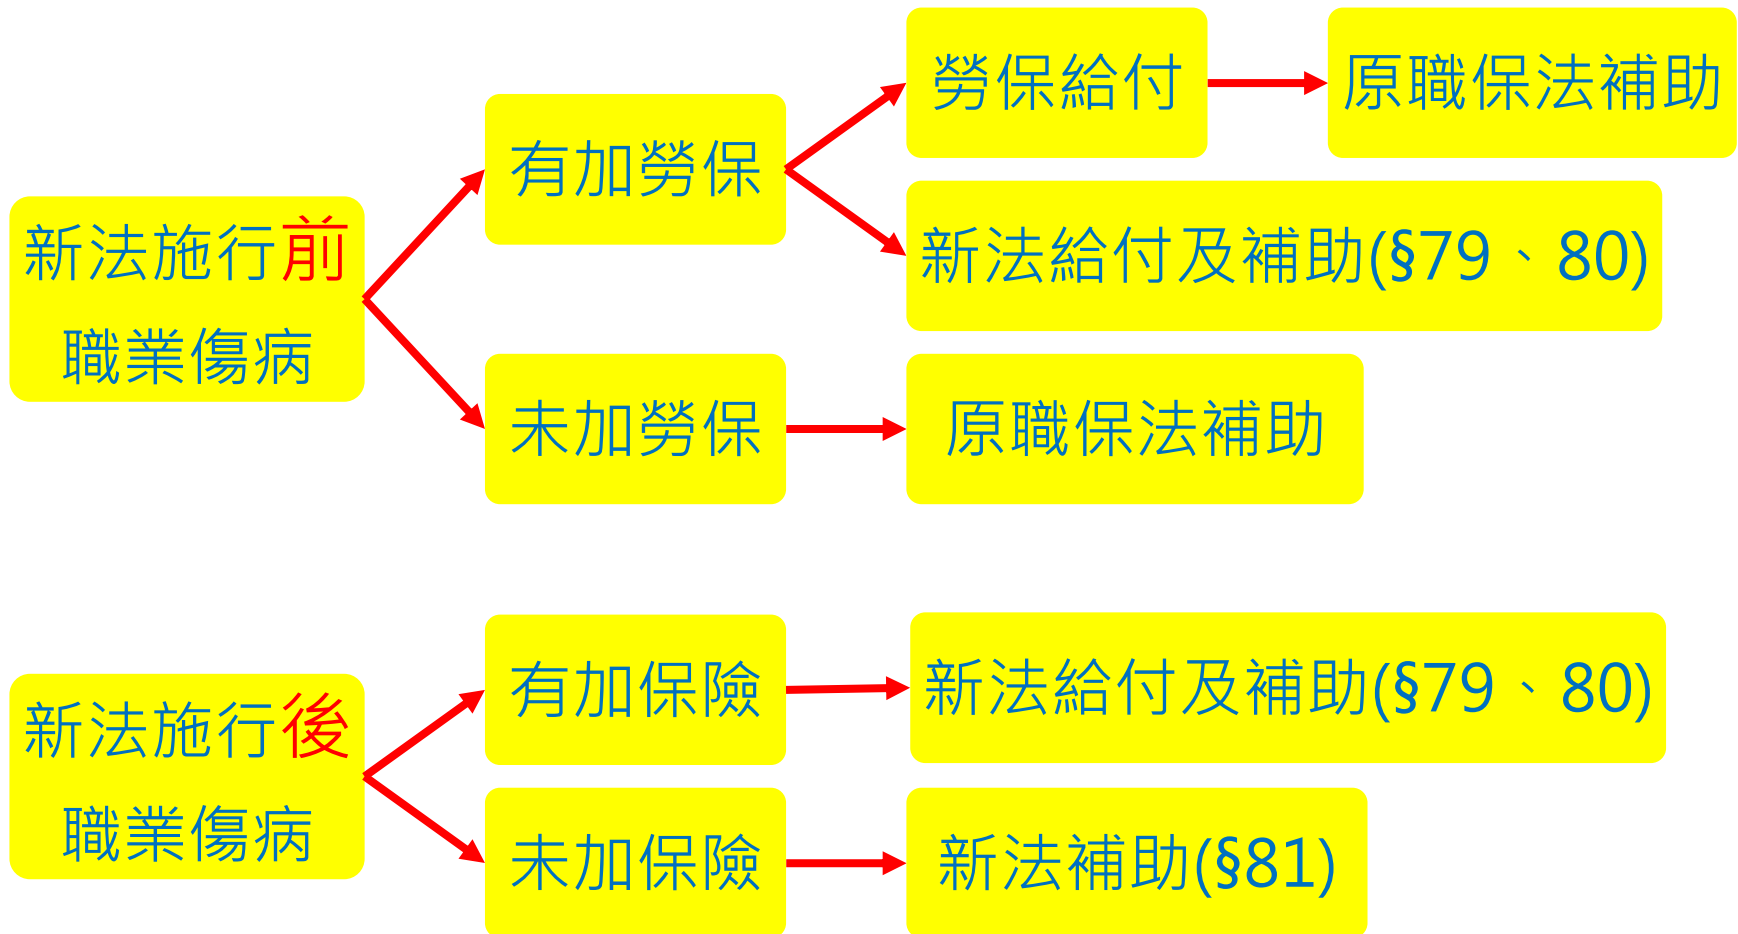 勞保給付
原職保法補助
有加勞保
新法給付及補助(§79、80)
新法施行前
職業傷病
未加勞保
原職保法補助
有加保險
新法給付及補助(§79、80)
新法施行後
職業傷病
未加保險
新法補助(§81)